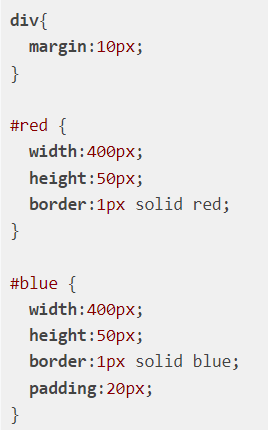 div{
  margin:10px;
}

#red {
  width:400px;
  height:50px;
  border:1px solid red;
}

#blue {
  width:400px;
  height:50px;
  border:1px solid blue;
  padding:20px;
}